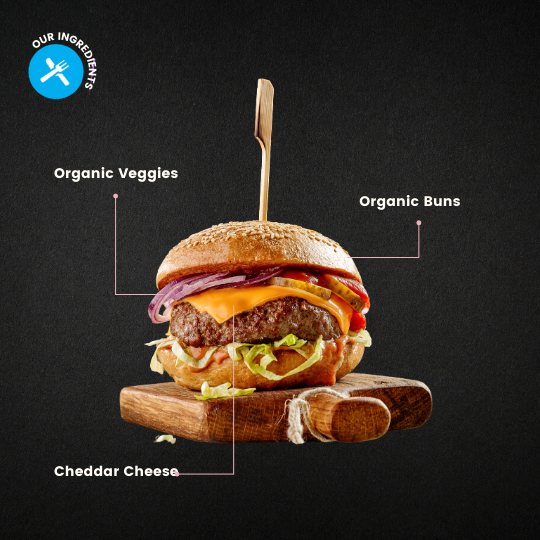 OUR INGREDIENTS
Organic Veggies
Organic Buns
Cheddar Cheese